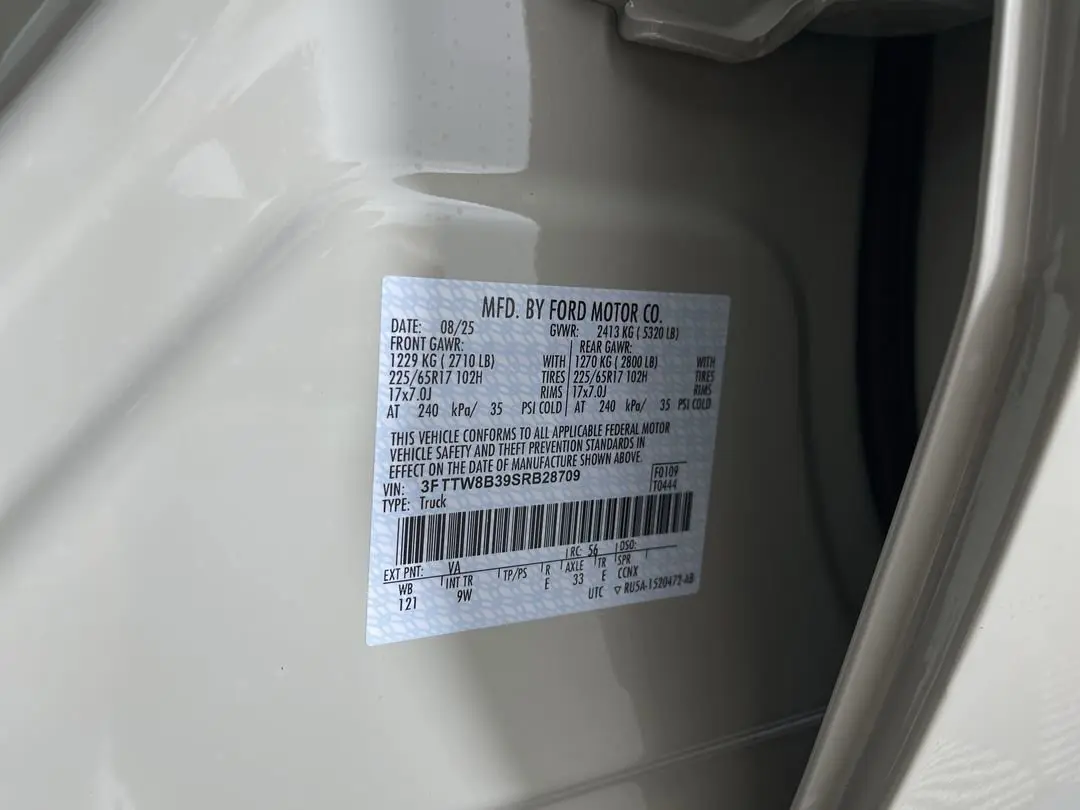 MFD. BY FORD MOTOR CO.
DATE: 08/25 GVWR: 2413 KG ( 5320 LB)
FRONT GAWR: REAR GAWR:
1229 KG ( 2710 LB) WITH 1270 KG ( 2800 LB) WITH
225/65R17 102H TIRES 225/65R17 102H TIRES
17x7.0J RIMS 17x7.0J RIMS
AT 240 kPa/ 35 PSI COLD AT 240 kPa/ 35 PSI COLD
THIS VEHICLE CONFORMS TO ALL APPLICABLE FEDERAL MOTOR
VEHICLE SAFETY AND THEFT PREVENTION STANDARDS IN
EFFECT ON THE DATE OF MANUFACTURE SHOWN ABOVE.
VIN: 3FTTW8B39SRB28709 F0109
TYPE: Truck T0444
EXT PNT: VA RC: 56 DSO:
WB INT TR TP/PS R AXLE TR SPR
121 9W E 33 E CCNX
UTC ▽ RU5A-1520472-AB